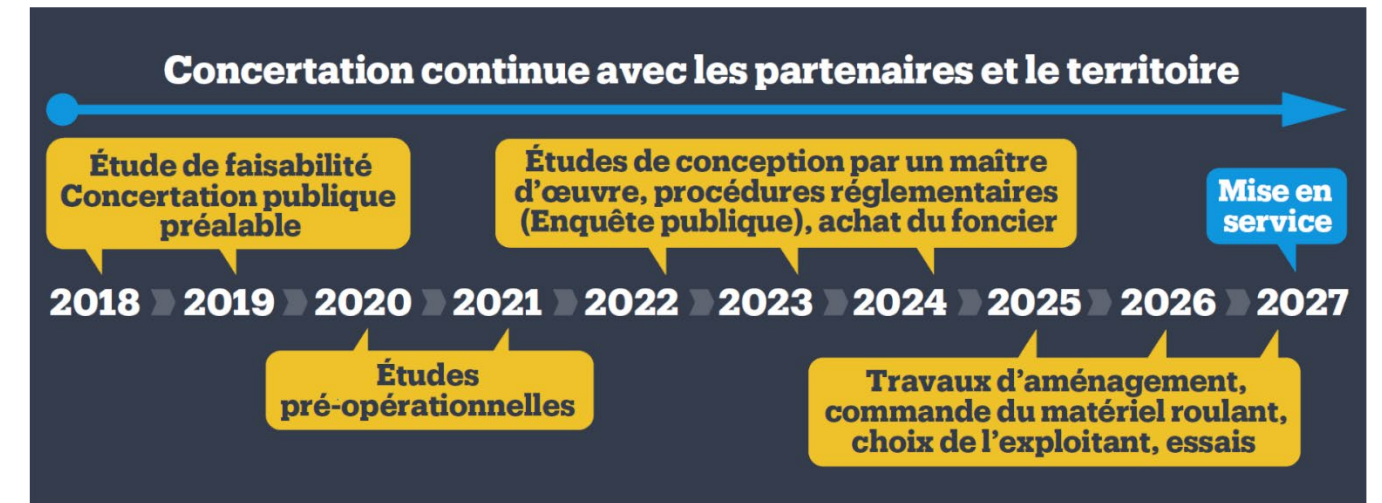 Concertation continue avec les partenaires et le territoire
Étude de faisabilité
Concertation publique
préalable
Études de conception par un maître
d’œuvre, procédures réglementaires
(Enquête publique), achat du foncier
Mise en
service
2018 2019 2020 2021 2022 2023 2024 2025 2026 2027
Études
pré-opérationnelles
Travaux d’aménagement,
commande du matériel roulant,
choix de l’exploitant, essais